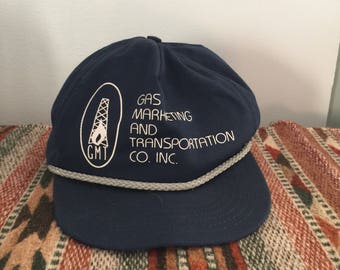 GMT
GAS
MARKETING
AND
TRANSPORTATION
CO. INC.